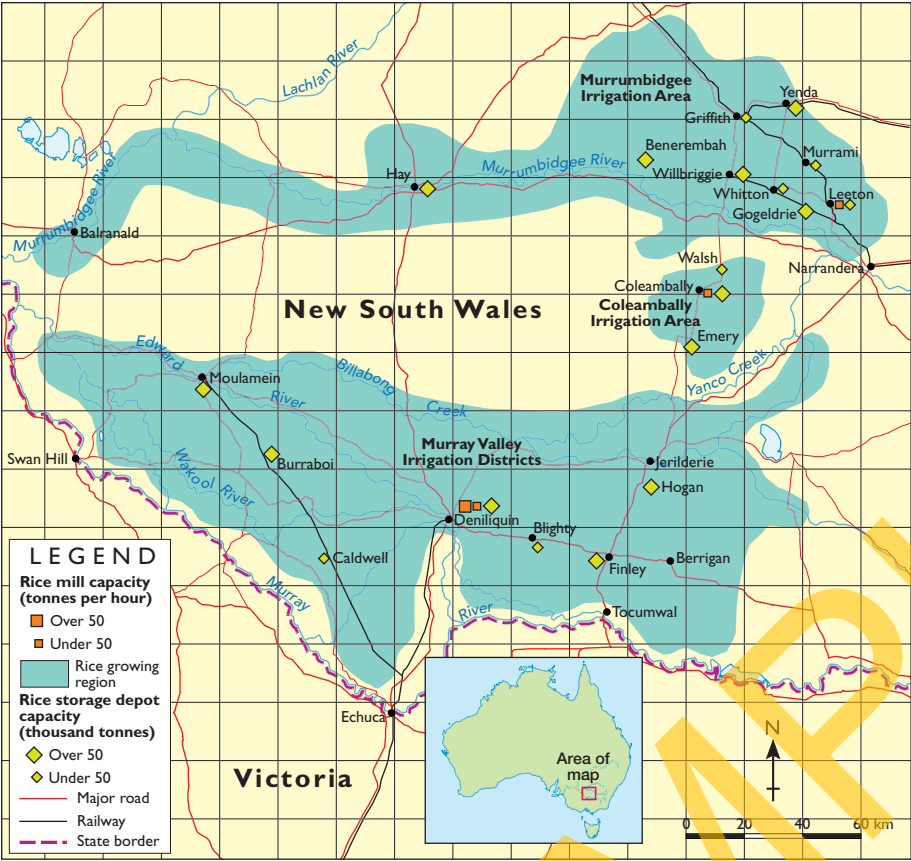 Lachlan River
Murrumbidgee
Irrigation Area
Yenda
Griffith
Benerembah
Murrami
Murrumbidgee River
Hay
Willbriggie
Whitton
Leeton
Gogeldrie
Murrumbidgee River
Balranald
Walsh
Narrandera
Coleambally
New South Wales
Coleambally
Irrigation Area
Emery
Edward
River
Billabong
Creek
Yanco Creek
Moulamein
Murray Valley
Irrigation Districts
Swan Hill
Burraboi
Wakool River
Jerilderie
Hogan
Deniliquin
Blighty
Caldwell
Finley
Berrigan
Murray
River
Tocumwal
Echuca
Victoria
LEGEND
Rice mill capacity
(tonnes per hour)
Over 50
Under 50
Rice growing
region
Rice storage depot
capacity
(thousand tonnes)
Over 50
Under 50
Major road
Railway
State border
Area of
map
N
0 20 40 60 km